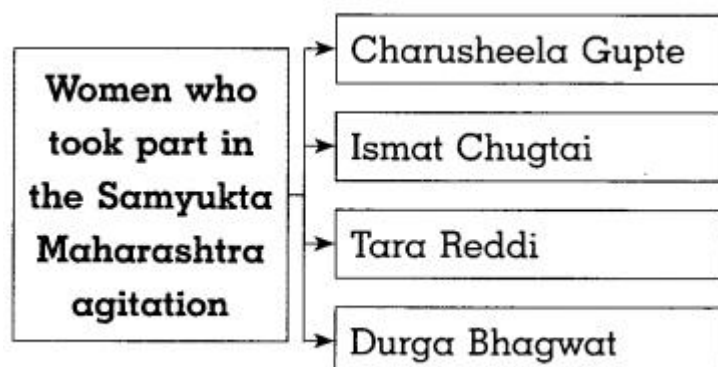 Women who
took part in
the Samyukta
Maharashtra
agitation
Charusheela Gupte
Ismat Chugtai
Tara Reddi
Durga Bhagwat